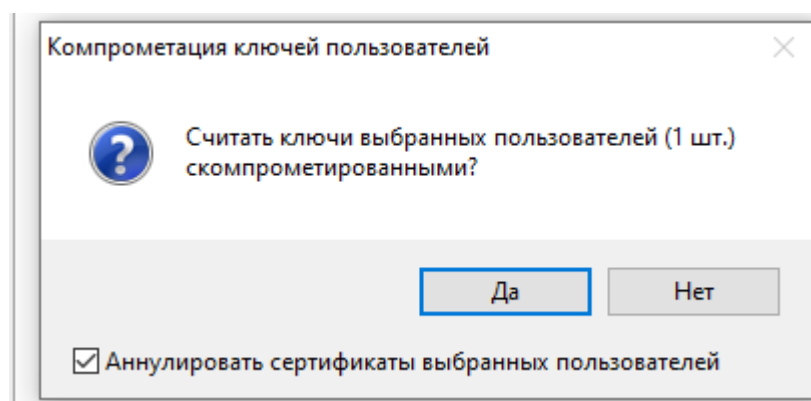 Компрометация ключей пользователей
Считать ключи выбранных пользователей (1 шт.)
скомпрометированными?
Да
Нет
Аннулировать сертификаты выбранных пользователей